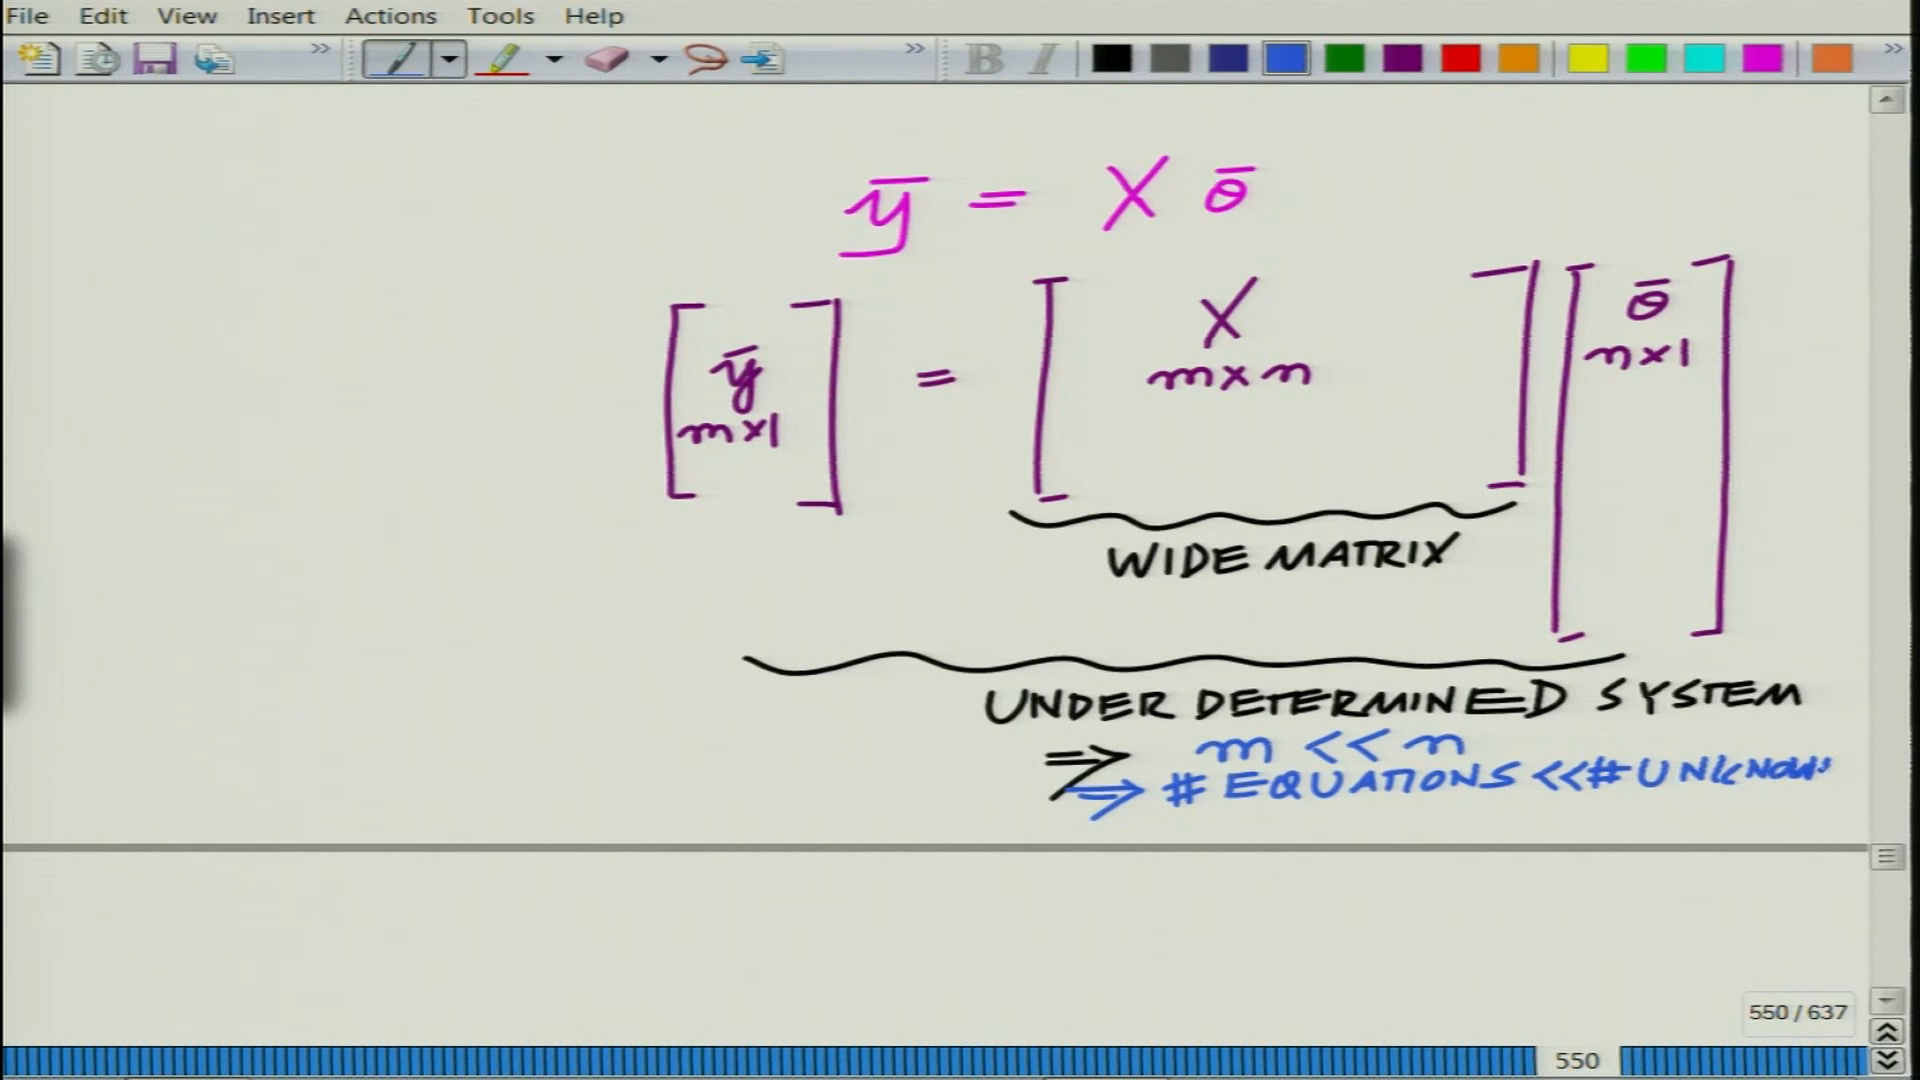 File Edit View Insert Actions Tools Help
B I
ȳ = X θ̄
[ ȳ m×1 ] = [ X m×n ] [ θ̄ n×1 ]
WIDE MATRIX
UNDER DETERMINED SYSTEM
⇒ m << n
⇒ # EQUATIONS << # UNKNOWNS
550 / 637
550